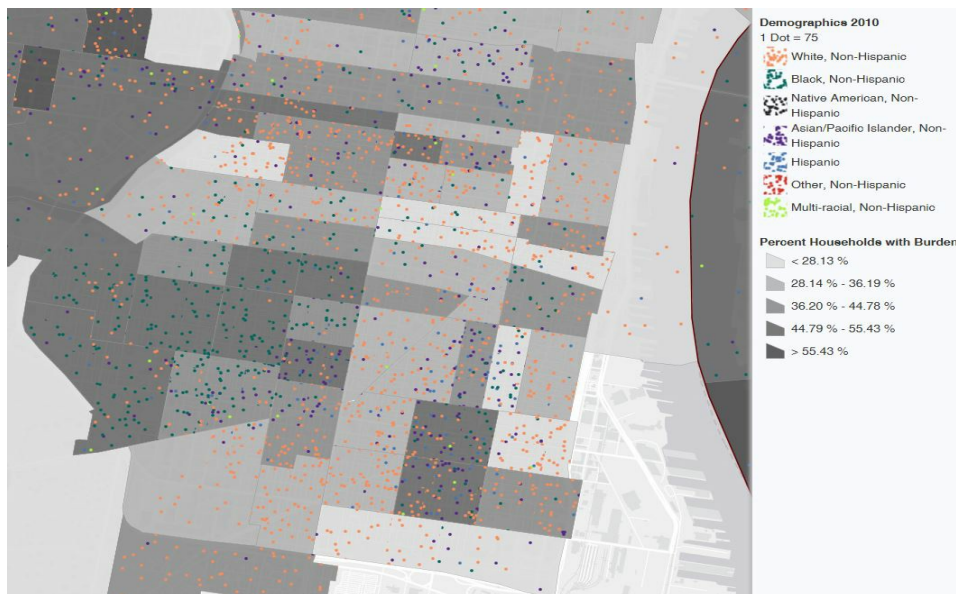 Demographics 2010
1 Dot = 75
White, Non-Hispanic
Black, Non-Hispanic
Native American, Non-
Hispanic
Asian/Pacific Islander, Non-
Hispanic
Hispanic
Other, Non-Hispanic
Multi-racial, Non-Hispanic
Percent Households with Burden
< 28.13 %
28.14 % - 36.19 %
36.20 % - 44.78 %
44.79 % - 55.43 %
> 55.43 %